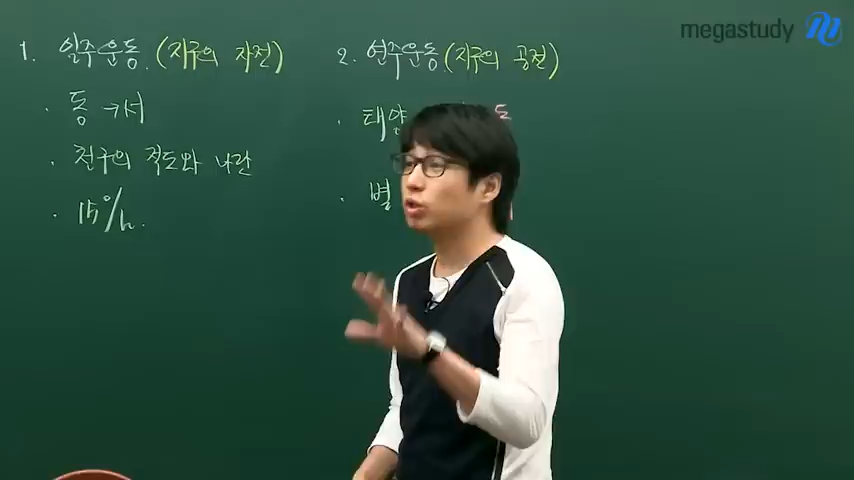 megastudy
1. 일주운동 (지구의 자전)
· 동→서
· 천구의 적도와 나란
· 15°/h.
2. 연주운동 (지구의 공전)
· 태양
· 별